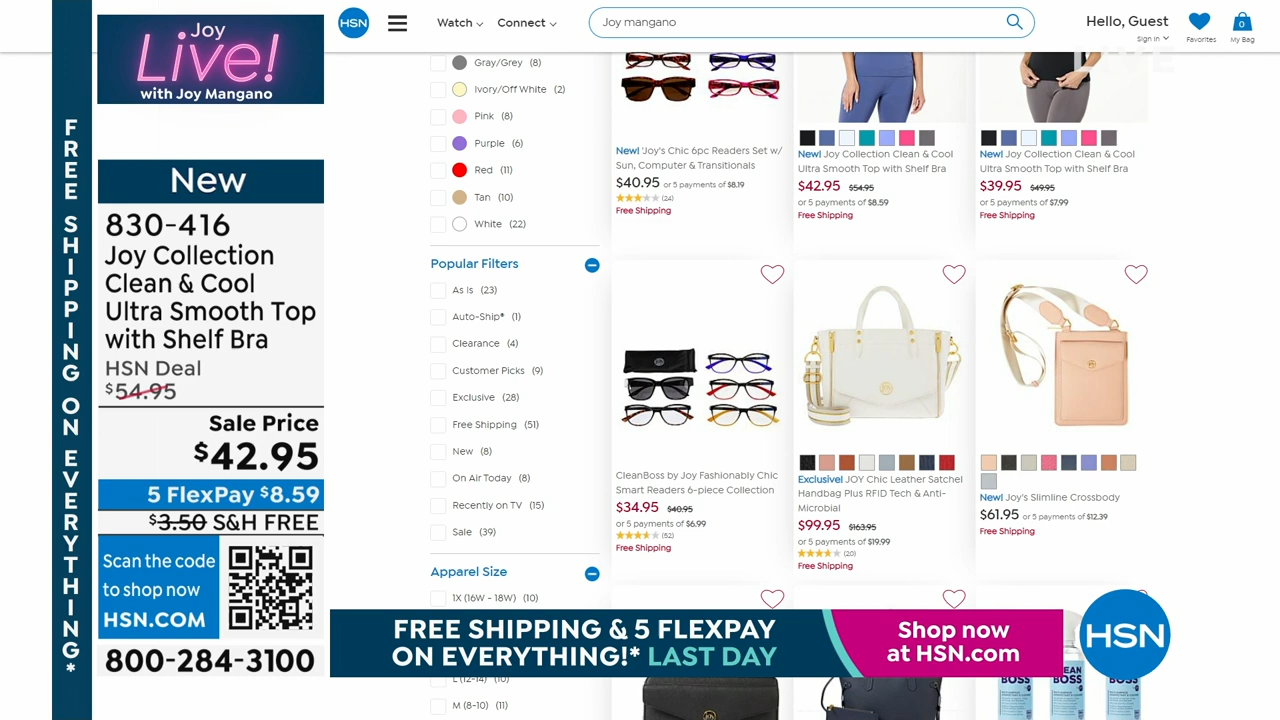 Joy
Live!
with Joy Mangano
FREE SHIPPING ON EVERYTHING!*
New
830-416
Joy Collection
Clean & Cool
Ultra Smooth Top
with Shelf Bra
HSN Deal
$54.95
Sale Price
$42.95
5 FlexPay $8.59
$3.50 S&H FREE
Scan the code
to shop now
HSN.COM
800-284-3100
HSN
Watch
Connect
Joy mangano
Hello, Guest
Sign in
Favorites
0
My Bag
LIVE
Gray/Grey (8)
Ivory/Off White (2)
Pink (8)
Purple (6)
Red (11)
Tan (10)
White (22)
Popular Filters
As Is (23)
Auto-Ship® (1)
Clearance (4)
Customer Picks (9)
Exclusive (28)
Free Shipping (51)
New (8)
On Air Today (8)
Recently on TV (15)
Sale (39)
Apparel Size
1X (16W - 18W) (10)
L (12-14) (10)
M (8-10) (11)
New! 'Joy's Chic 6pc Readers Set w/
Sun, Computer & Transitionals
$40.95 or 5 payments of $8.19
(24)
Free Shipping
New! Joy Collection Clean & Cool
Ultra Smooth Top with Shelf Bra
$42.95 $54.95
or 5 payments of $8.59
Free Shipping
New! Joy Collection Clean & Cool
Ultra Smooth Top with Shelf Bra
$39.95 $49.95
or 5 payments of $7.99
Free Shipping
CleanBoss by Joy Fashionably Chic
Smart Readers 6-piece Collection
$34.95 $40.95
or 5 payments of $6.99
(52)
Free Shipping
Exclusive! JOY Chic Leather Satchel
Handbag Plus RFID Tech & Anti-
Microbial
$99.95 $163.95
or 5 payments of $19.99
(20)
Free Shipping
New! Joy's Slimline Crossbody
$61.95 or 5 payments of $12.39
Free Shipping
FREE SHIPPING & 5 FLEXPAY
ON EVERYTHING!* LAST DAY
Shop now
at HSN.com
HSN
JOY
BOSS
BOSS
BOSS